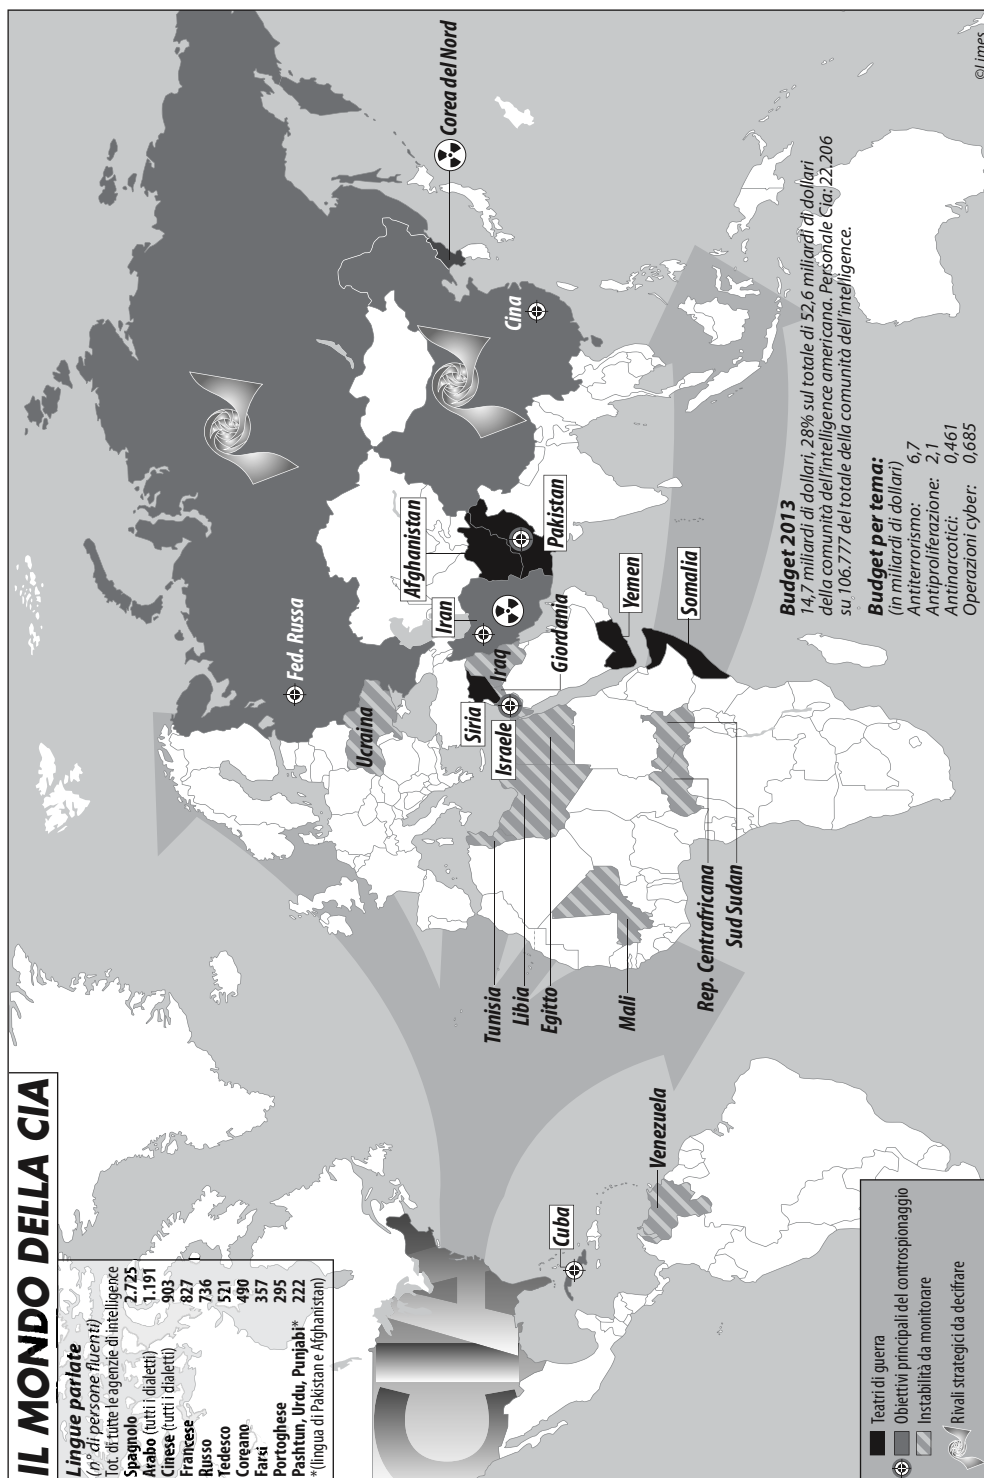 IL MONDO DELLA CIA
Lingue parlate
(n° di persone fluenti)
Tot. di tutte le agenzie di intelligence
Spagnolo 2.725
Arabo (tutti i dialetti) 1.191
Cinese (tutti i dialetti) 903
Francese 827
Russo 736
Tedesco 521
Coreano 490
Farsi 357
Portoghese 295
Pashtun, Urdu, Punjabi* 222
*(lingua di Pakistan e Afghanistan)
CIA
Cuba
Venezuela
Tunisia
Libia
Egitto
Mali
Rep. Centrafricana
Sud Sudan
Ucraina
Fed. Russa
Siria
Israele
Iraq
Giordania
Iran
Afghanistan
Pakistan
Yemen
Somalia
Cina
Corea del Nord
Budget 2013
14,7 miliardi di dollari, 28% sul totale di 52,6 miliardi di dollari
della comunità dell'intelligence americana. Personale Cia: 22.206
su 106.777 del totale della comunità dell'intelligence.
Budget per tema:
(in miliardi di dollari)
Antiterrorismo: 6,7
Antiproliferazione: 2,1
Antinarcotici: 0,461
Operazioni cyber: 0,685
Teatri di guerra
Obiettivi principali del controspionaggio
Instabilità da monitorare
Rivali strategici da decifrare
©Limes